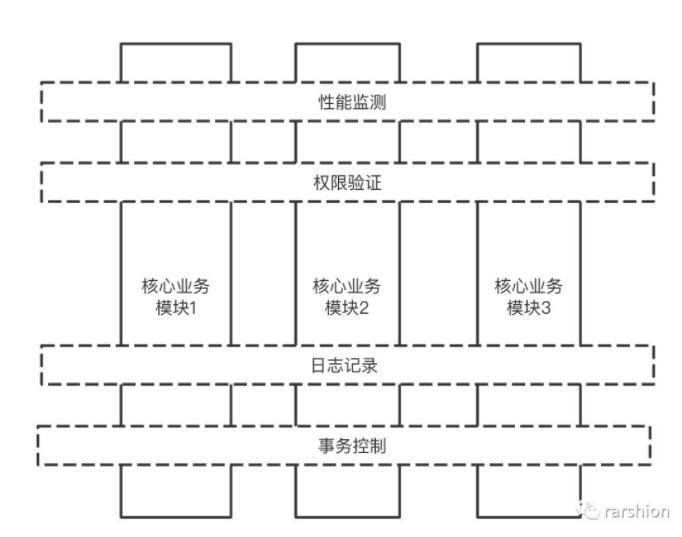 性能监测
权限验证
核心业务
模块1
核心业务
模块2
核心业务
模块3
日志记录
事务控制
rarshion